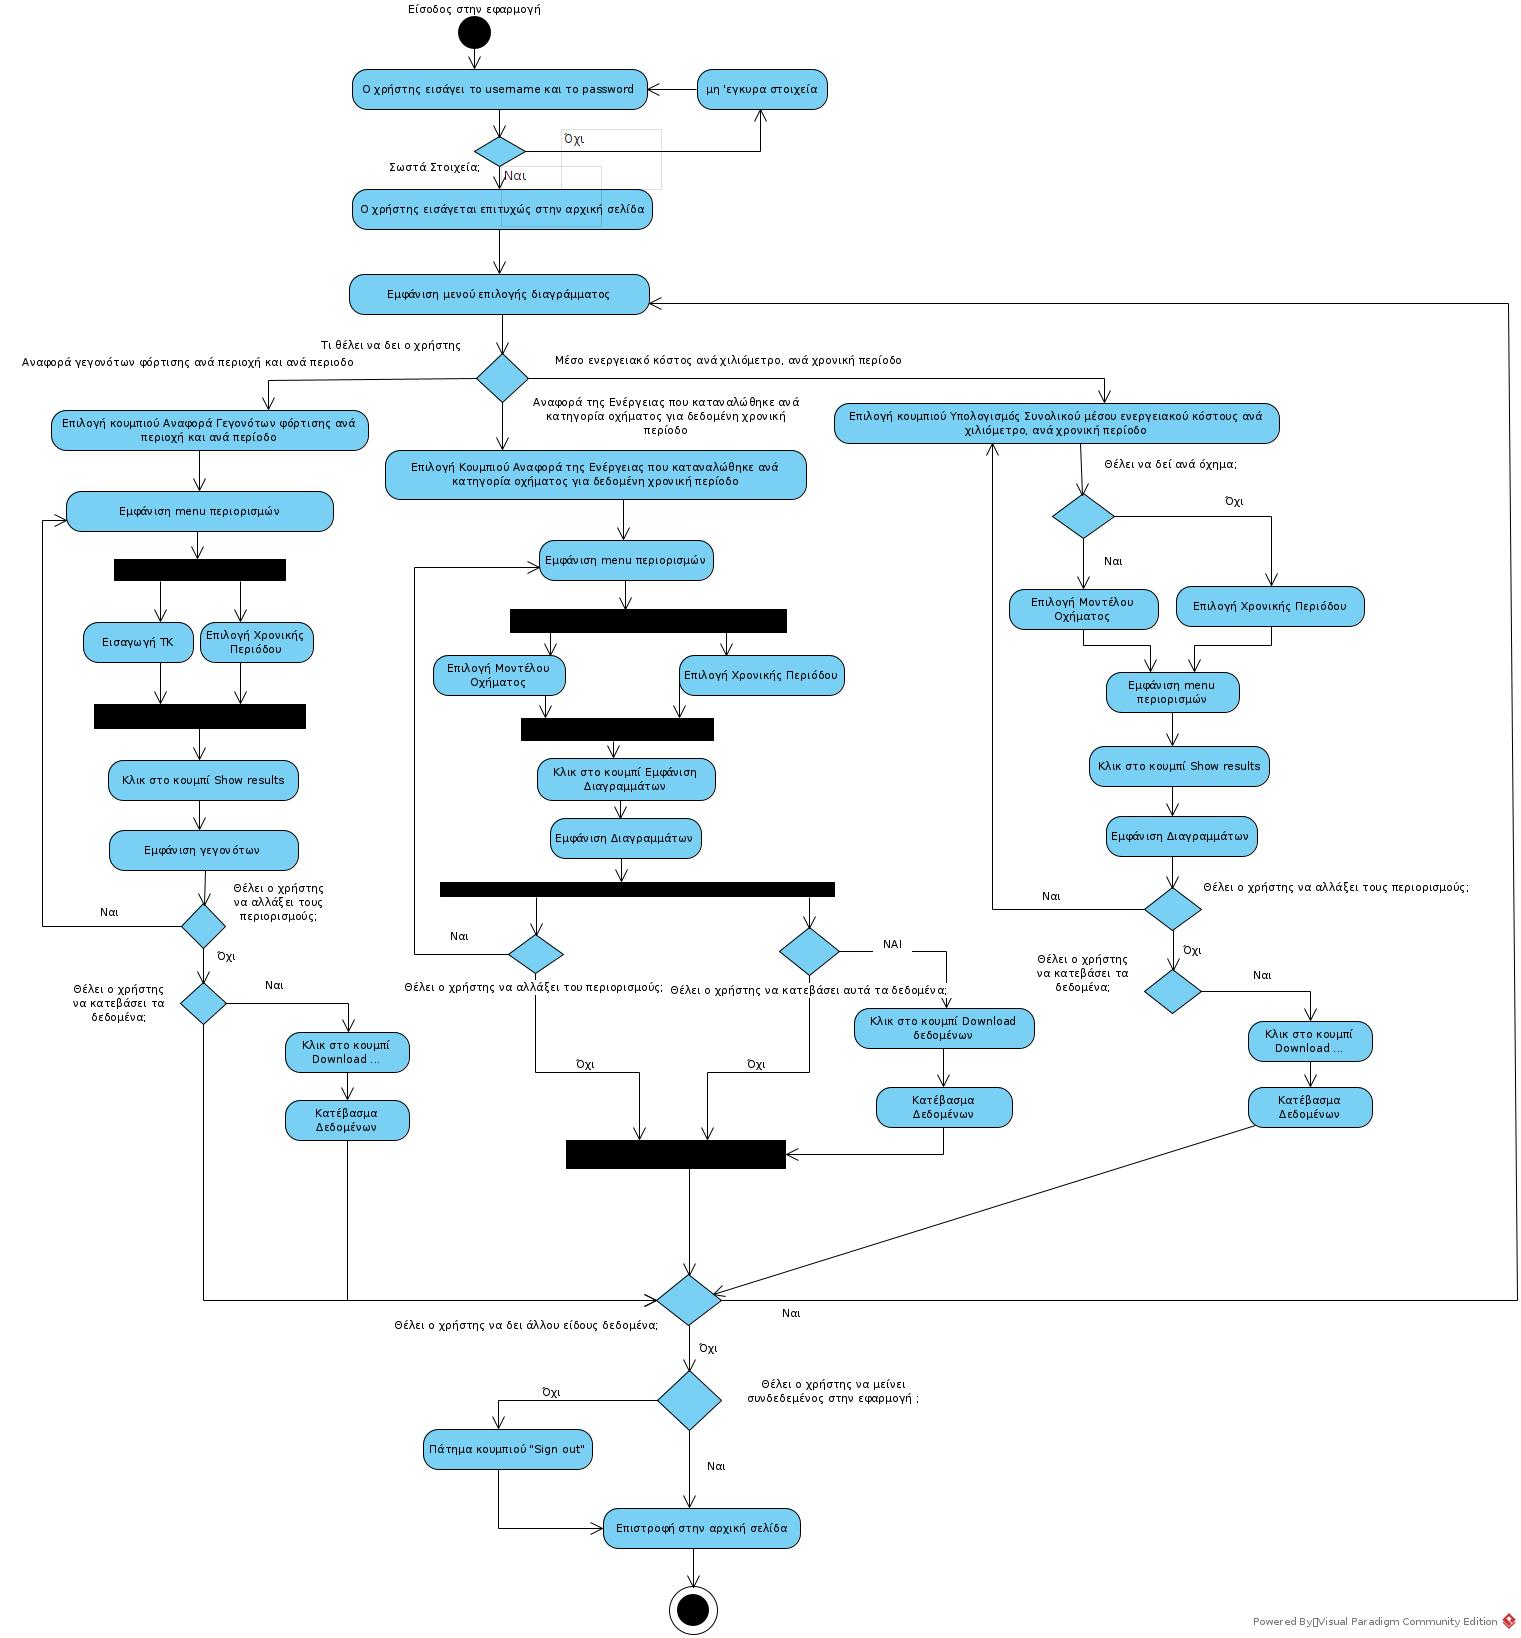 Είσοδος στην εφαρμογή
Ο χρήστης εισάγει το username και το password
μη 'εγκυρα στοιχεία
Όχι
Σωστά Στοιχεία;
Ναι
Ο χρήστης εισάγεται επιτυχώς στην αρχική σελίδα
Εμφάνιση μενού επιλογής διαγράμματος
Τι θέλει να δει ο χρήστης
Αναφορά γεγονότων φόρτισης ανά περιοχή και ανά περιοδο
Μέσο ενεργειακό κόστος ανά χιλιόμετρο, ανά χρονική περίοδο
Αναφορά της Ενέργειας που καταναλώθηκε ανά
κατηγορία οχήματος για δεδομένη χρονική
περίοδο
Επιλογή κουμπιού Αναφορά Γεγονότων φόρτισης ανά
περιοχή και ανά περίοδο
Εμφάνιση menu περιορισμών
Εισαγωγή ΤΚ
Επιλογή Χρονικής
Περιόδου
Κλικ στο κουμπί Show results
Εμφάνιση γεγονότων
Θέλει ο χρήστης
να αλλάξει τους
περιορισμούς;
Ναι
Όχι
Θέλει ο χρήστης
να κατεβάσει τα
δεδομένα;
Ναι
Κλικ στο κουμπί
Download ...
Κατέβασμα
Δεδομένων
Επιλογή Κουμπιού Αναφορά της Ενέργειας που καταναλώθηκε ανά
κατηγορία οχήματος για δεδομένη χρονική περίοδο
Εμφάνιση menu περιορισμών
Επιλογή Μοντέλου
Οχήματος
Επιλογή Χρονικής Περιόδου
Κλικ στο κουμπί Εμφάνιση
Διαγραμμάτων
Εμφάνιση Διαγραμμάτων
Ναι
ΝΑΙ
Θέλει ο χρήστης να αλλάξει του περιορισμούς;
Θέλει ο χρήστης να κατεβάσει αυτά τα δεδομένα;
Κλικ στο κουμπί Download
δεδομένων
Όχι
Όχι
Κατέβασμα
Δεδομένων
Επιλογή κουμπιού Υπολογισμός Συνολικού μέσου ενεργειακού κόστους ανά
χιλιόμετρο, ανά χρονική περίοδο
Θέλει να δεί ανά όχημα;
Όχι
Ναι
Επιλογή Μοντέλου
Οχήματος
Επιλογή Χρονικής Περιόδου
Εμφάνιση menu
περιορισμών
Κλικ στο κουμπί Show results
Εμφάνιση Διαγραμμάτων
Θέλει ο χρήστης να αλλάξει τους περιορισμούς;
Ναι
Όχι
Θέλει ο χρήστης
να κατεβάσει τα
δεδομένα;
Ναι
Κλικ στο κουμπί
Download ...
Κατέβασμα
Δεδομένων
Ναι
Θέλει ο χρήστης να δει άλλου είδους δεδομένα;
Όχι
Θέλει ο χρήστης να μείνει
συνδεδεμένος στην εφαρμογή ;
Όχι
Πάτημα κουμπιού "Sign out"
Ναι
Επιστροφή στην αρχική σελίδα
Powered By Visual Paradigm Community Edition